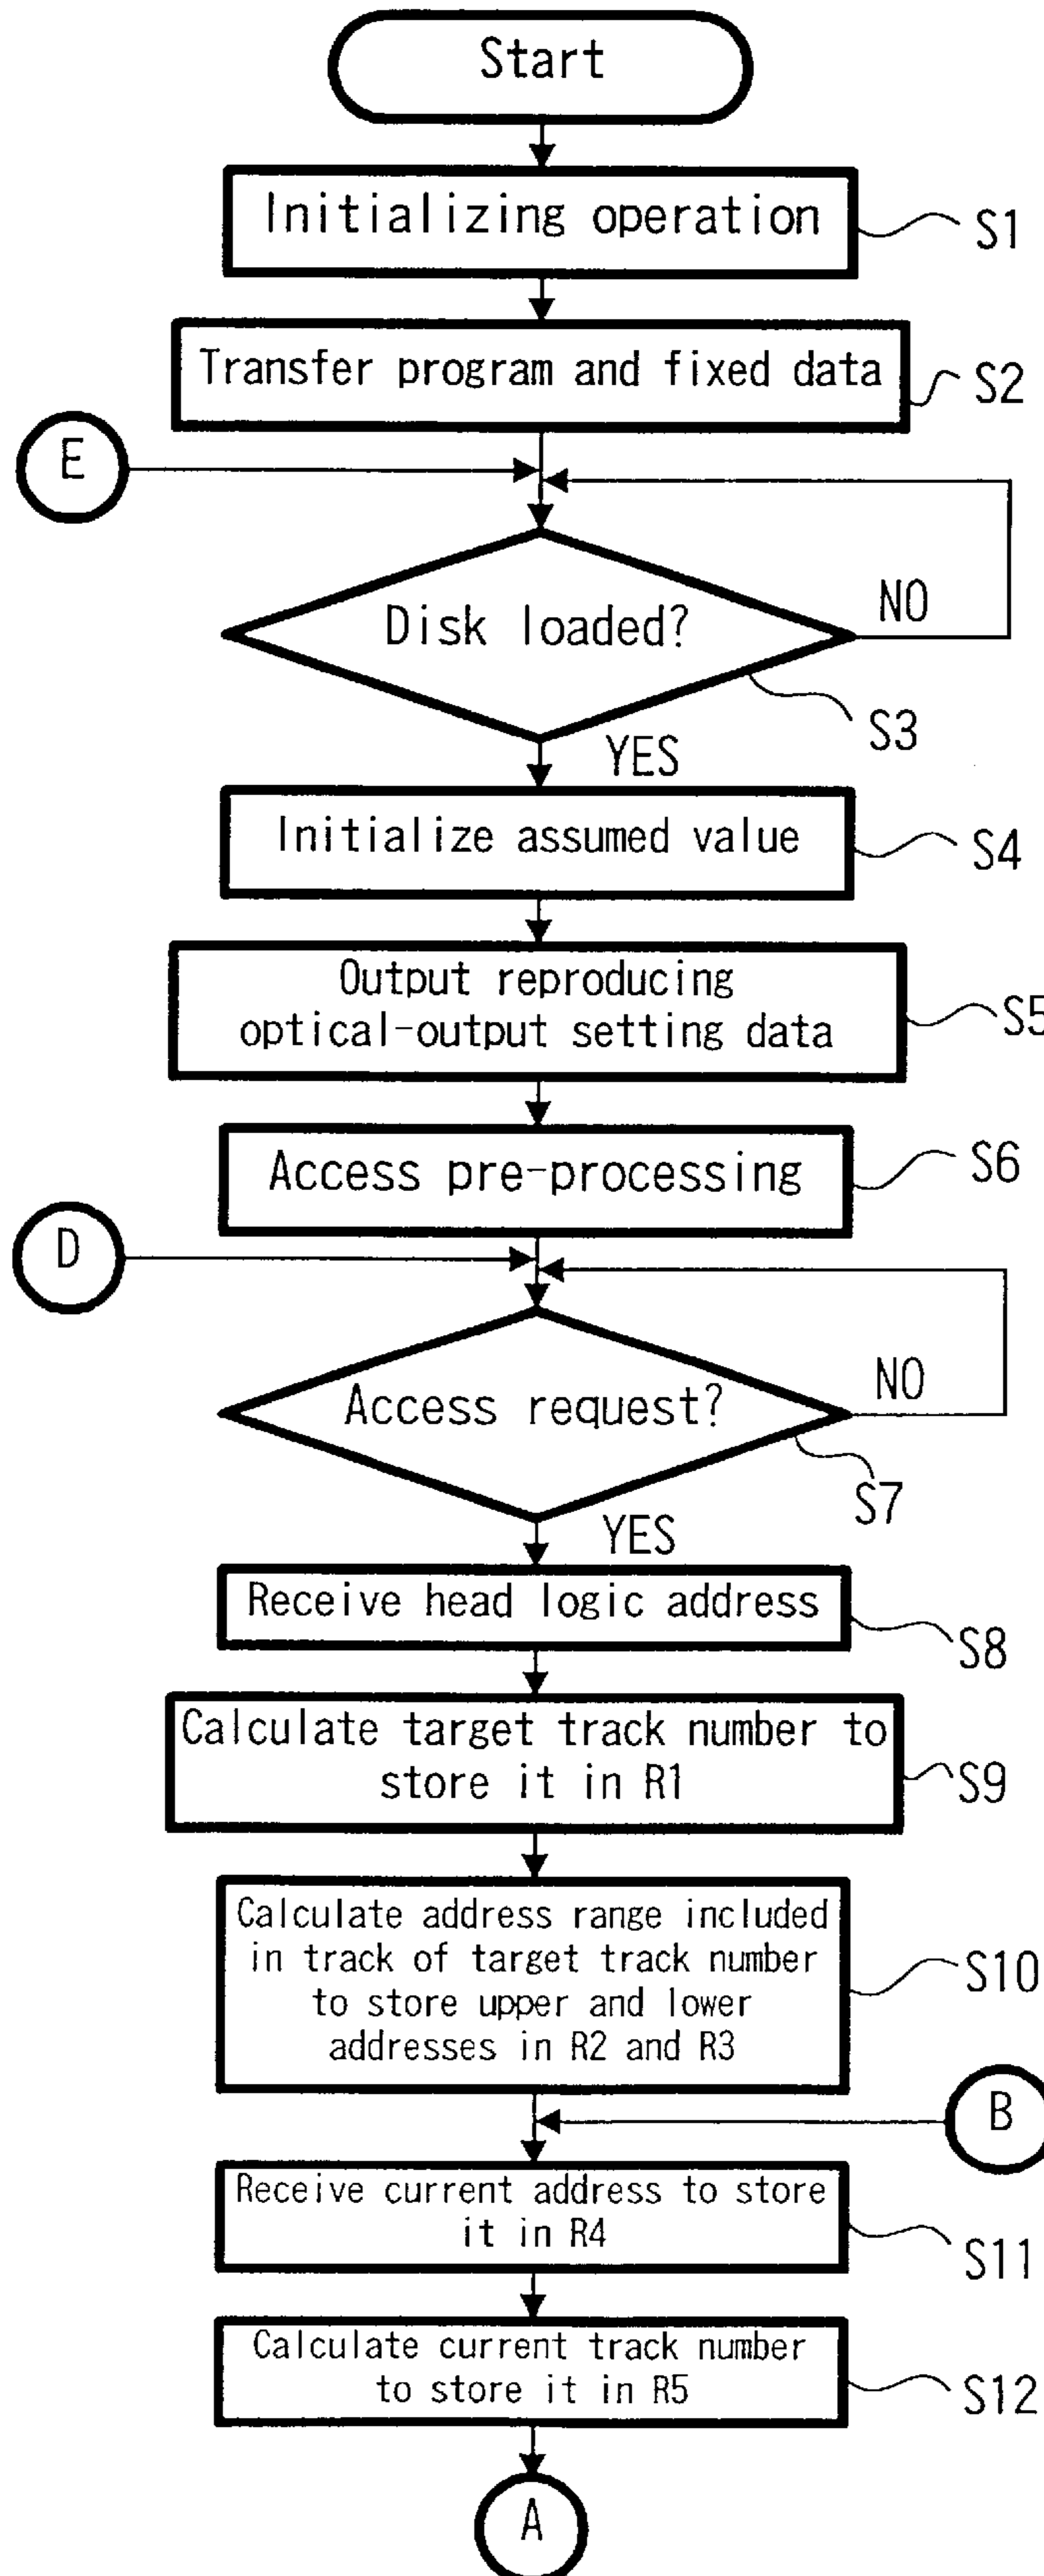 Start
Initializing operation
S1
Transfer program and fixed data
S2
E
Disk loaded?
NO
S3
YES
Initialize assumed value
S4
Output reproducing
optical-output setting data
S5
Access pre-processing
S6
D
Access request?
NO
S7
YES
Receive head logic address
S8
Calculate target track number to
store it in R1
S9
Calculate address range included
in track of target track number
to store upper and lower
addresses in R2 and R3
S10
B
Receive current address to store
it in R4
S11
Calculate current track number
to store it in R5
S12
A